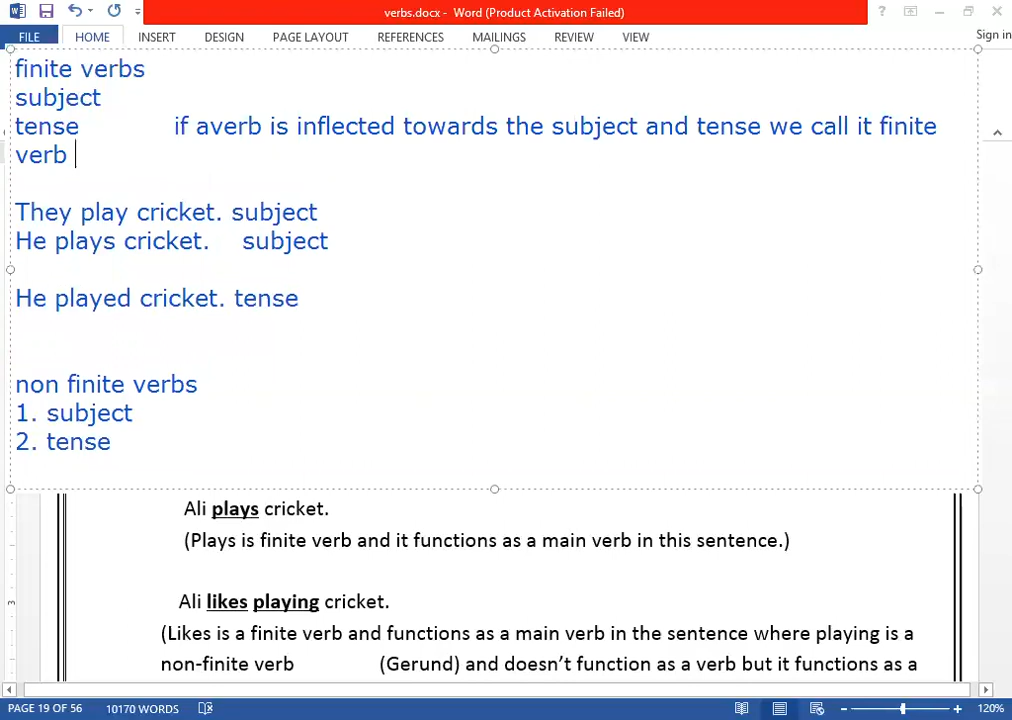 verbs.docx - Word (Product Activation Failed)
?
FILE HOME INSERT DESIGN PAGE LAYOUT REFERENCES MAILINGS REVIEW VIEW Sign in
finite verbs
subject
tense if averb is inflected towards the subject and tense we call it finite
verb
They play cricket. subject
He plays cricket. subject
He played cricket. tense
non finite verbs
1. subject
2. tense
Ali plays cricket.
(Plays is finite verb and it functions as a main verb in this sentence.)
3
Ali likes playing cricket.
(Likes is a finite verb and functions as a main verb in the sentence where playing is a
non-finite verb (Gerund) and doesn’t function as a verb but it functions as a
PAGE 19 OF 56 10170 WORDS 120%